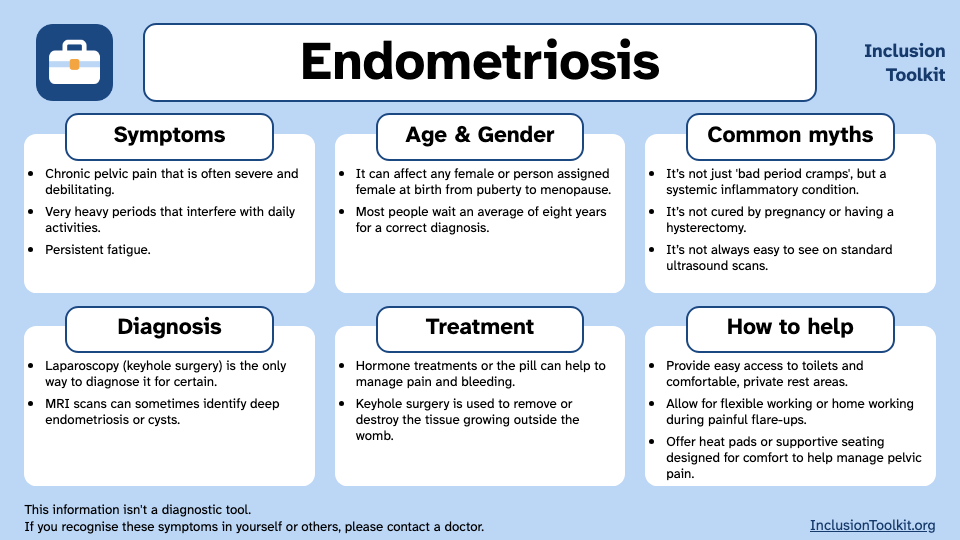 Endometriosis
Inclusion
Toolkit
Symptoms
• Chronic pelvic pain that is often severe and
debilitating.
• Very heavy periods that interfere with daily
activities.
• Persistent fatigue.
Age & Gender
• It can affect any female or person assigned
female at birth from puberty to menopause.
• Most people wait an average of eight years
for a correct diagnosis.
Common myths
• It's not just 'bad period cramps', but a
systemic inflammatory condition.
• It's not cured by pregnancy or having a
hysterectomy.
• It's not always easy to see on standard
ultrasound scans.
Diagnosis
• Laparoscopy (keyhole surgery) is the only
way to diagnose it for certain.
• MRI scans can sometimes identify deep
endometriosis or cysts.
Treatment
• Hormone treatments or the pill can help to
manage pain and bleeding.
• Keyhole surgery is used to remove or
destroy the tissue growing outside the
womb.
How to help
• Provide easy access to toilets and
comfortable, private rest areas.
• Allow for flexible working or home working
during painful flare-ups.
• Offer heat pads or supportive seating
designed for comfort to help manage pelvic
pain.
This information isn't a diagnostic tool.
If you recognise these symptoms in yourself or others, please contact a doctor.
InclusionToolkit.org